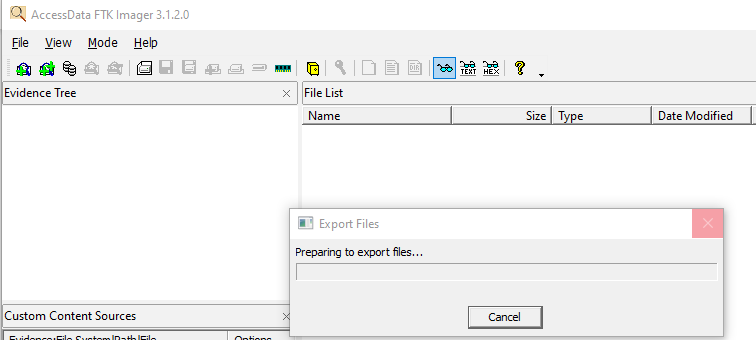 AccessData FTK Imager 3.1.2.0
File View Mode Help
TEXT HEX
Evidence Tree
File List
Name Size Type Date Modified
Export Files
Preparing to export files...
Cancel
Custom Content Sources
Evidence:File System|Path|File Options